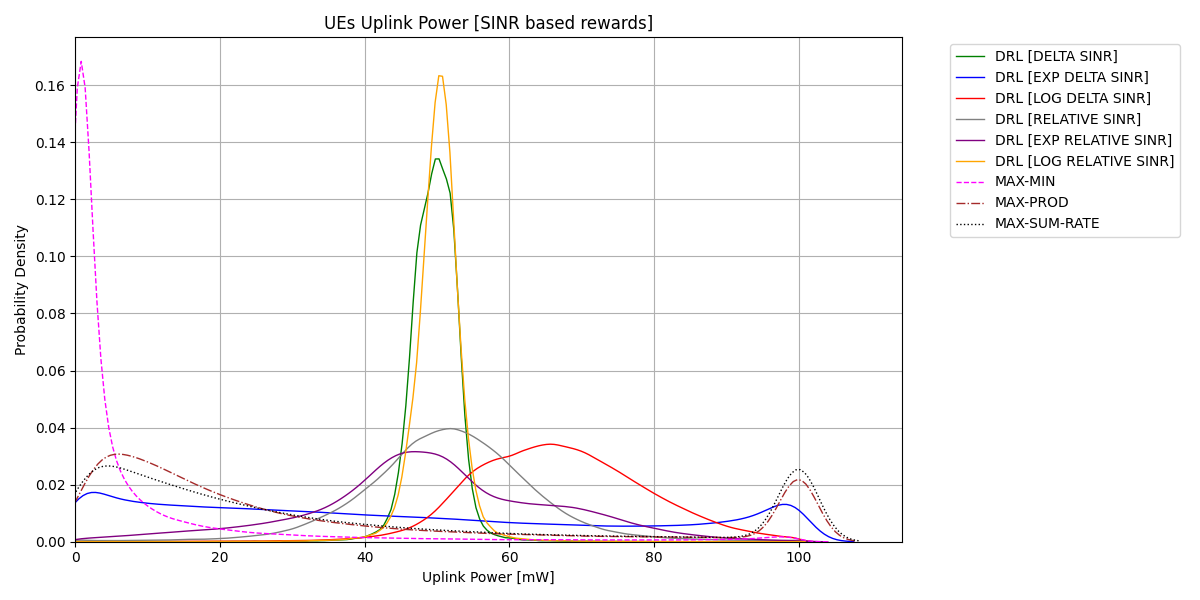 UEs Uplink Power [SINR based rewards]
Probability Density
0.16
0.14
0.12
0.10
0.08
0.06
0.04
0.02
0.00
0 20 40 60 80 100
Uplink Power [mW]
DRL [DELTA SINR]
DRL [EXP DELTA SINR]
DRL [LOG DELTA SINR]
DRL [RELATIVE SINR]
DRL [EXP RELATIVE SINR]
DRL [LOG RELATIVE SINR]
MAX-MIN
MAX-PROD
MAX-SUM-RATE